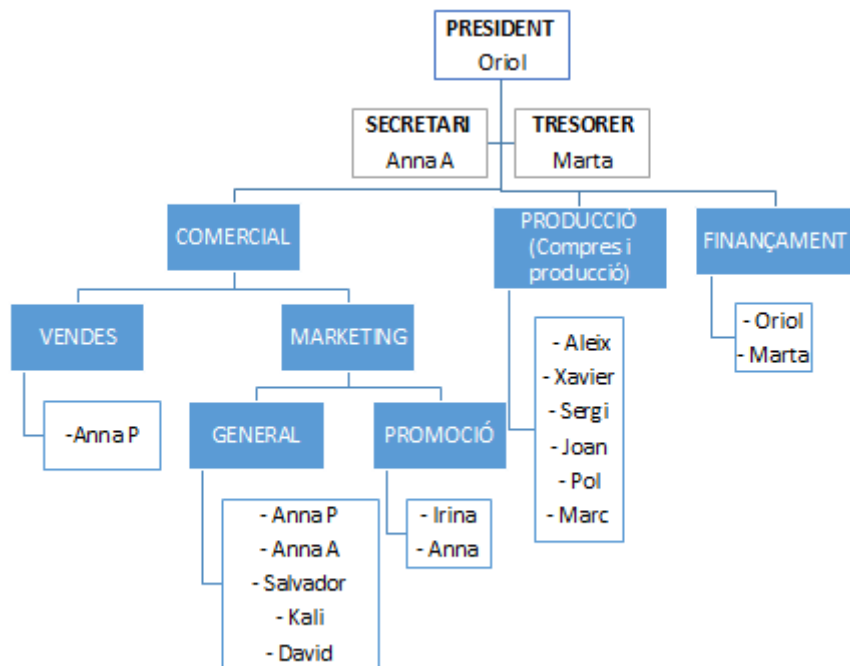 PRESIDENT
Oriol
SECRETARI
Anna A
TRESORER
Marta
COMERCIAL
PRODUCCIÓ
(Compres i
producció)
FINANÇAMENT
VENDES
MARKETING
- Oriol
- Marta
-Anna P
GENERAL
PROMOCIÓ
- Aleix
- Xavier
- Sergi
- Joan
- Pol
- Marc
- Anna P
- Anna A
- Salvador
- Kali
- David
- Irina
- Anna